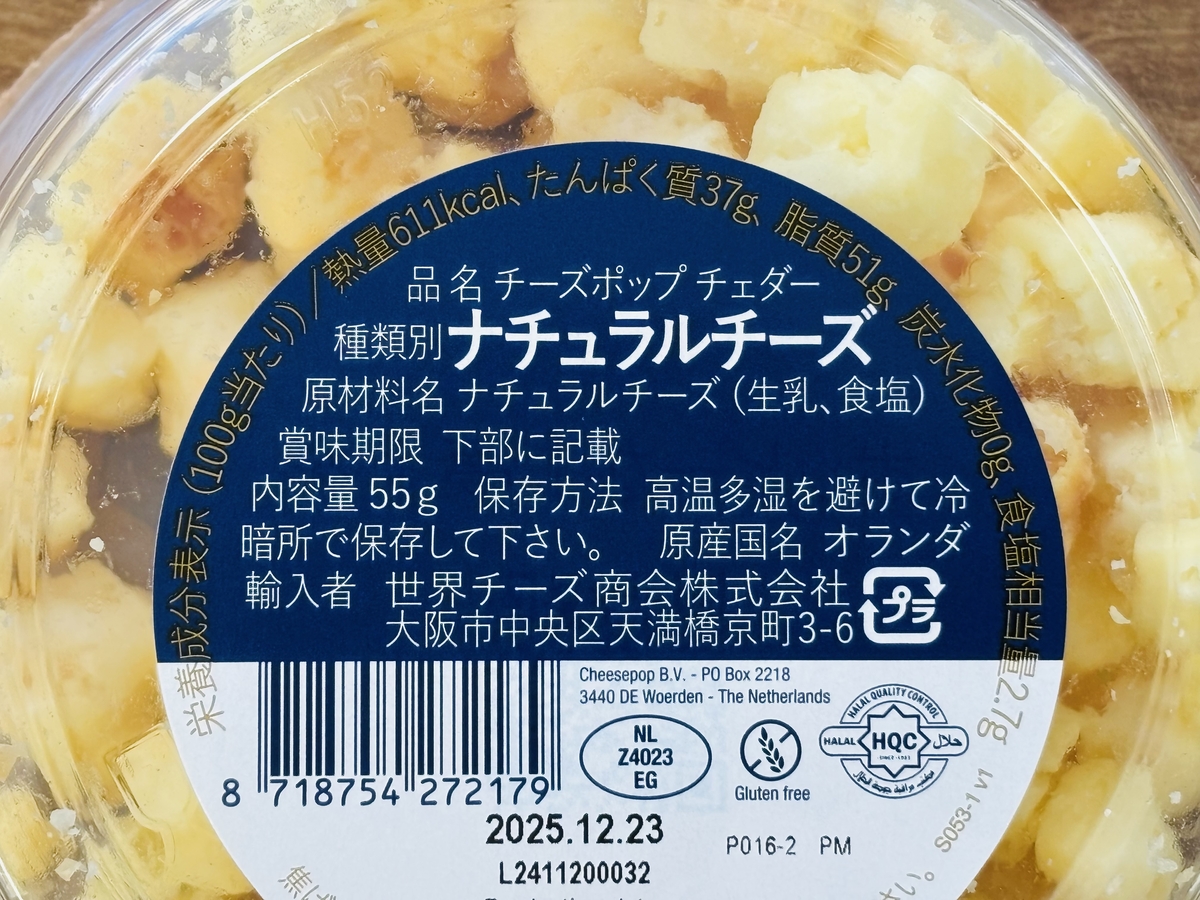 栄養成分表示(100g当たり)/熱量611kcal、たんぱく質37g、脂質51g、炭水化物0g、食塩相当量2.7g
品名 チーズポップ チェダー
種類別 ナチュラルチーズ
原材料名 ナチュラルチーズ(生乳、食塩)
賞味期限 下部に記載
内容量 55g 保存方法 高温多湿を避けて冷
暗所で保存して下さい。 原産国名 オランダ
輸入者 世界チーズ商会株式会社
大阪市中央区天満橋京町3-6
プラ
Cheesepop B.V. - PO Box 2218
3440 DE Woerden - The Netherlands
NL
Z4023
EG
Gluten free
HALAL QUALITY CONTROL
HALAL HQC حلال
SINCE -1983
8 718754 272179
2025.12.23
L2411200032
P016-2 PM
S053-1 v1
焦げ
さい。